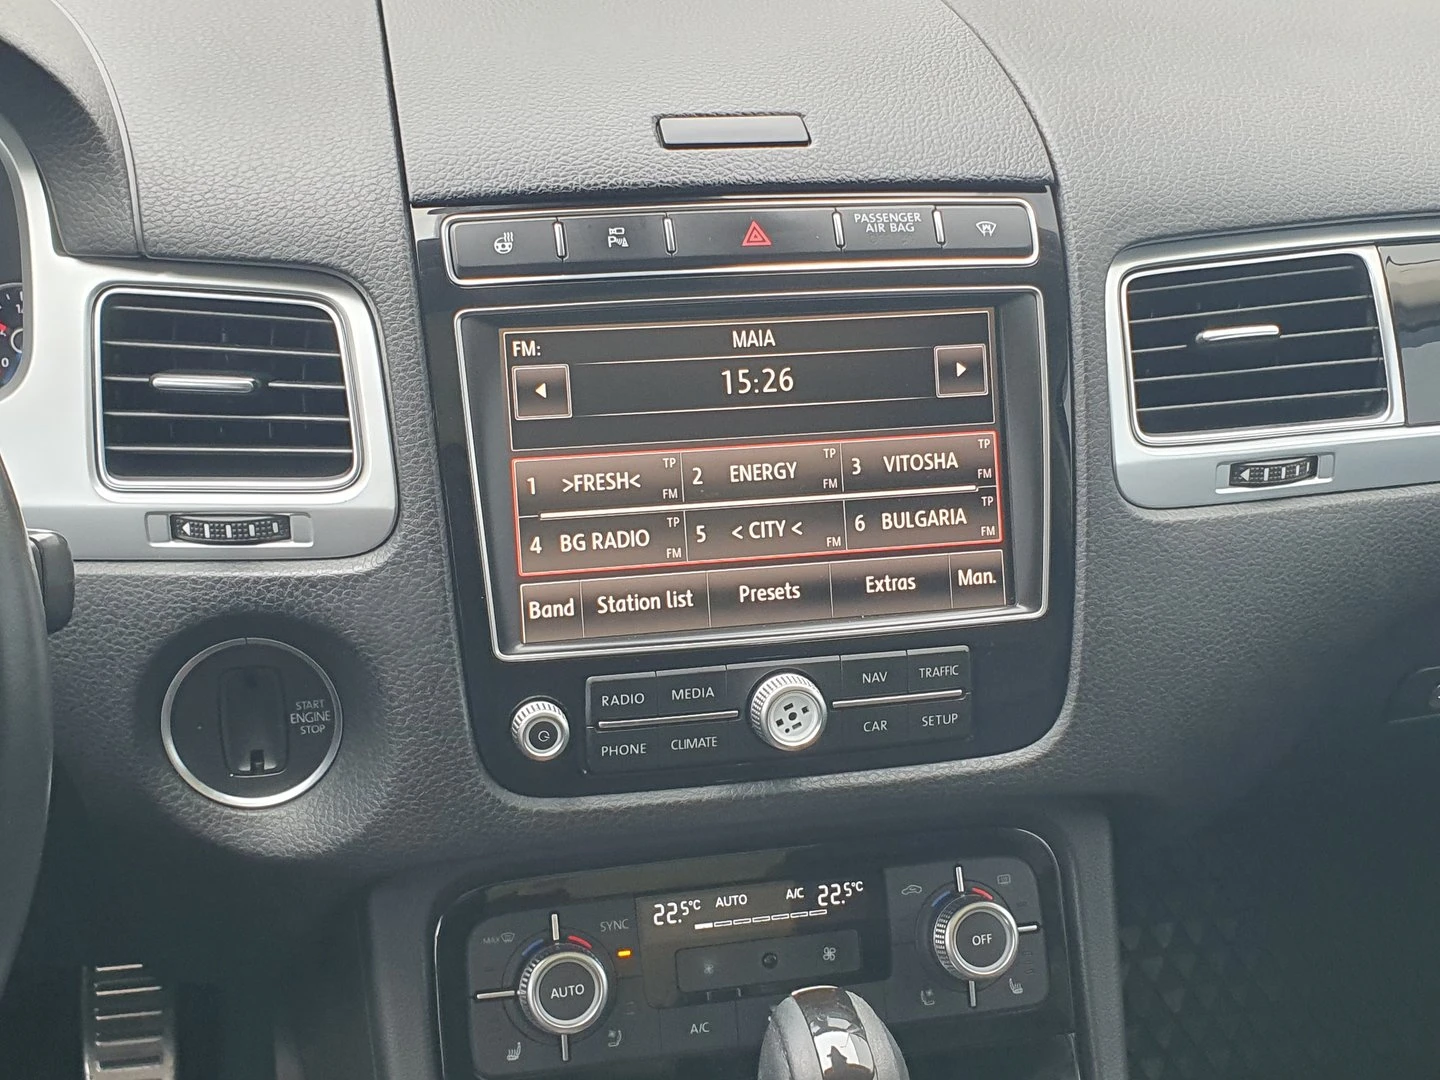 PASSENGER
AIR BAG
FM: MAIA
15:26
1 >FRESH< TP FM
2 ENERGY TP FM
3 VITOSHA TP FM
4 BG RADIO TP FM
5 < CITY < FM
6 BULGARIA TP FM
Band Station list Presets Extras Man.
START
ENGINE
STOP
RADIO MEDIA NAV TRAFFIC
PHONE CLIMATE CAR SETUP
22.5°C AUTO A/C 22.5°C
MAX SYNC
AUTO
OFF
A/C